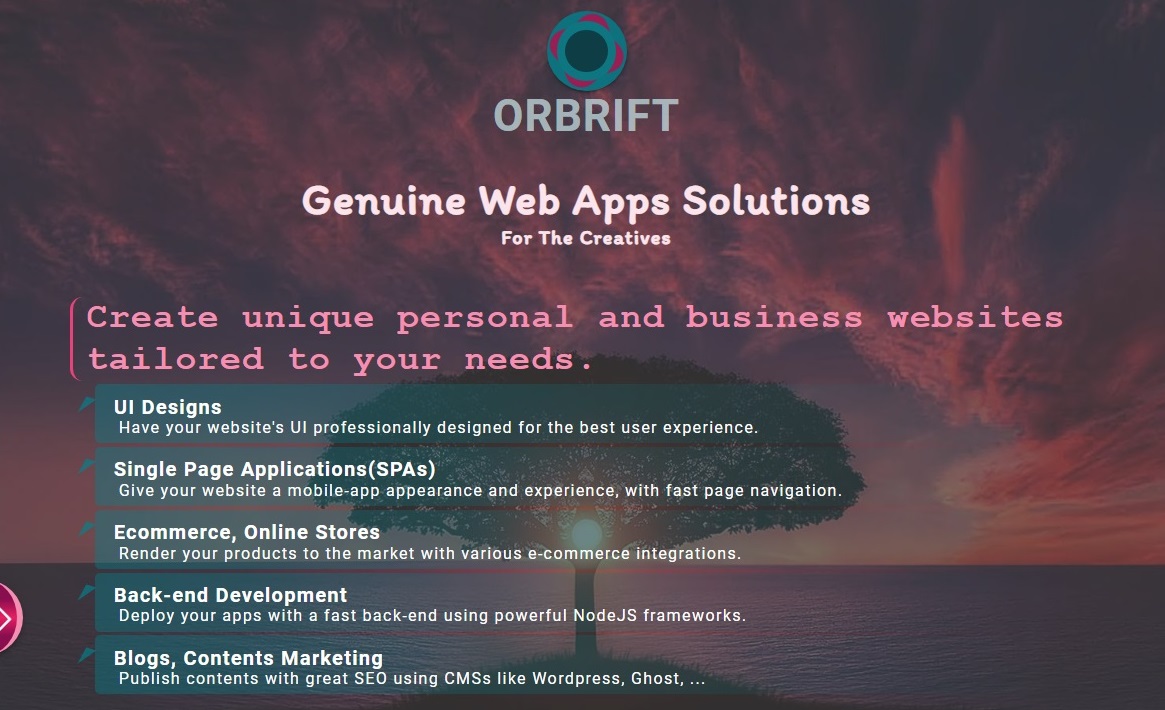 ORBRIFT
Genuine Web Apps Solutions
For The Creatives
Create unique personal and business websites
tailored to your needs.
UI Designs
Have your website's UI professionally designed for the best user experience.
Single Page Applications(SPAs)
Give your website a mobile-app appearance and experience, with fast page navigation.
Ecommerce, Online Stores
Render your products to the market with various e-commerce integrations.
Back-end Development
Deploy your apps with a fast back-end using powerful NodeJS frameworks.
Blogs, Contents Marketing
Publish contents with great SEO using CMSs like Wordpress, Ghost, ...